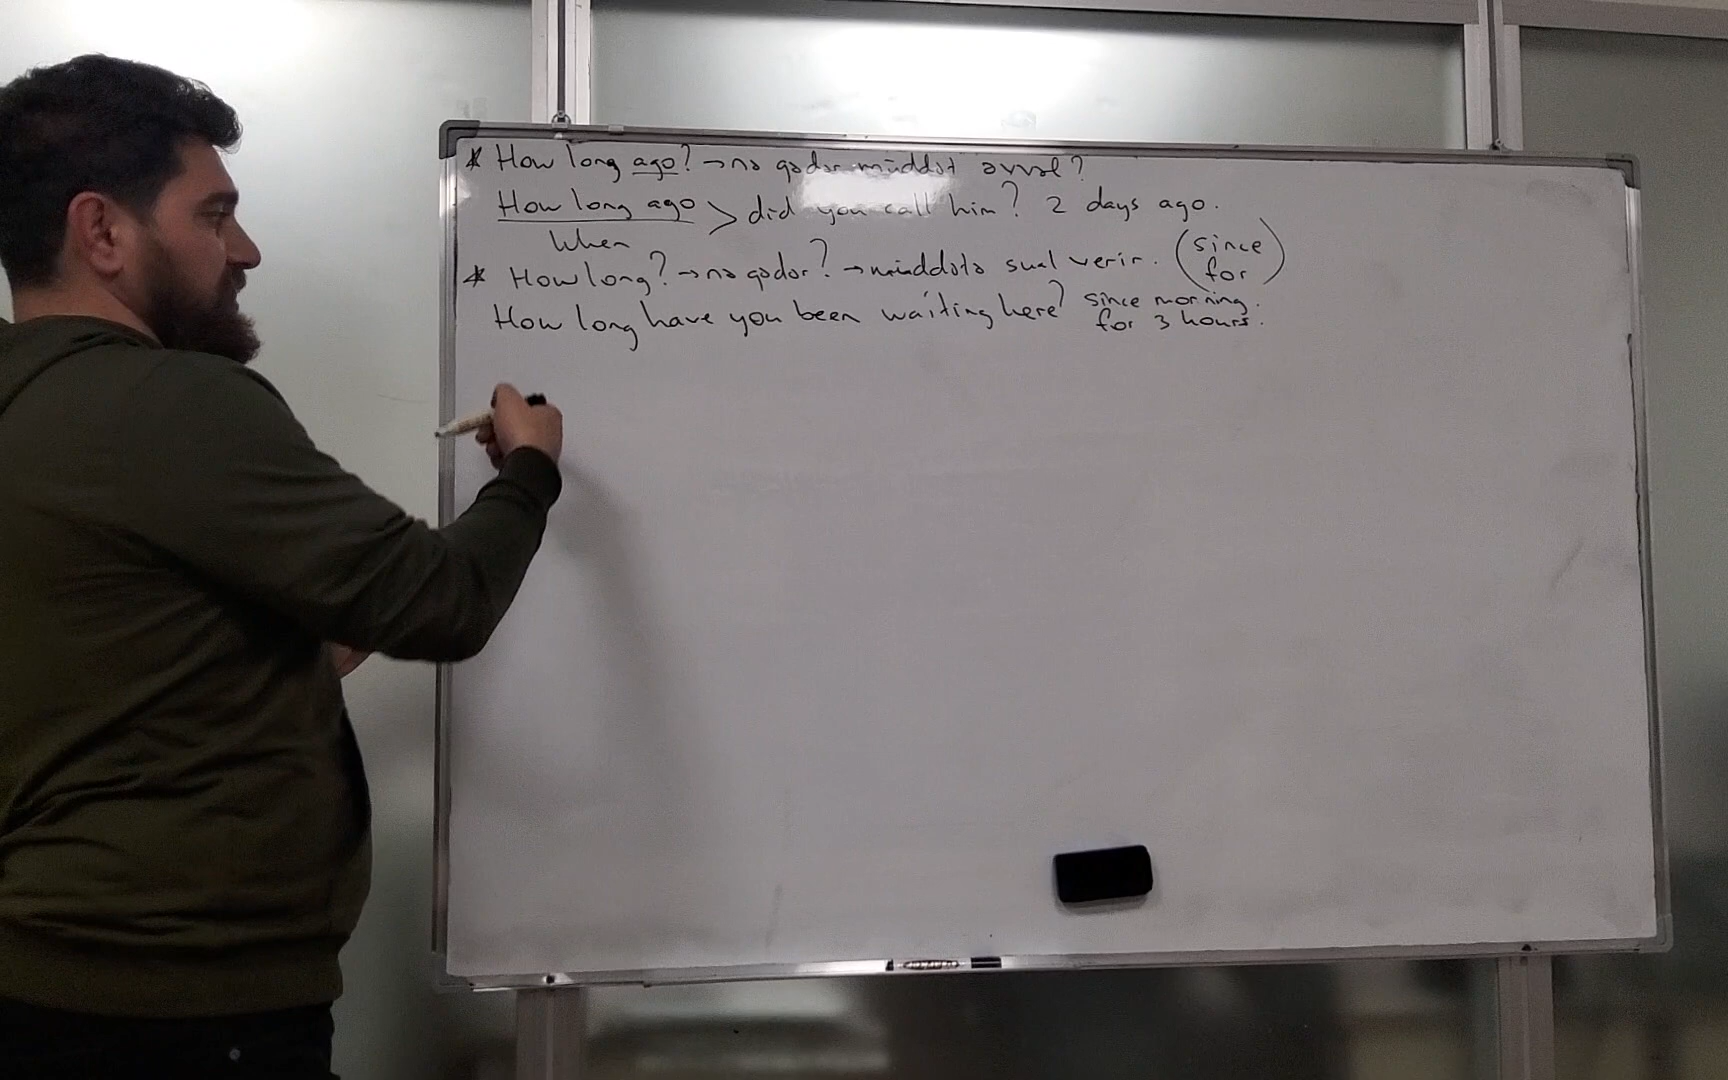 * How long ago? → nə qədər müddət əvvəl?
How long ago > did you call him? 2 days ago.
When
* How long? → nə qədər? → müddətə sual verir. (since for)
How long have you been waiting here? since morning.
for 3 hours.